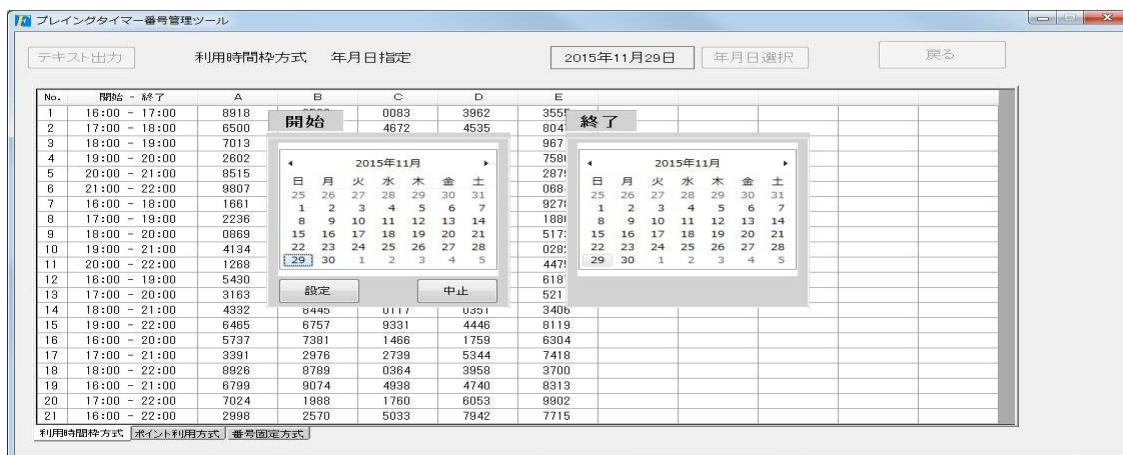 プレイングタイマー番号管理ツール
テキスト出力 利用時間枠方式 年月日指定 2015年11月29日 年月日選択 戻る
No. 開始 - 終了 A B C D E
1 16:00 - 17:00 8918 0083 3962
2 17:00 - 18:00 6500 4672 4535
3 18:00 - 19:00 7013
4 19:00 - 20:00 2602
5 20:00 - 21:00 8515
6 21:00 - 22:00 9807
7 16:00 - 18:00 1661
8 17:00 - 19:00 2236
9 18:00 - 20:00 0869
10 19:00 - 21:00 4134
11 20:00 - 22:00 1268
12 16:00 - 19:00 5430
13 17:00 - 20:00 3163
14 18:00 - 21:00 4332 8445 0117 0351 3406
15 19:00 - 22:00 6465 6757 9331 4446 8119
16 16:00 - 20:00 5737 7381 1466 1759 6304
17 17:00 - 21:00 3391 2976 2739 5344 7418
18 18:00 - 22:00 8926 8789 0364 3958 3700
19 16:00 - 21:00 6799 9074 4938 4740 8313
20 17:00 - 22:00 7024 1988 1760 6053 9902
21 16:00 - 22:00 2998 2570 5033 7942 7715
開始
2015年11月
日 月 火 水 木 金 土
25 26 27 28 29 30 31
1 2 3 4 5 6 7
8 9 10 11 12 13 14
15 16 17 18 19 20 21
22 23 24 25 26 27 28
29 30 1 2 3 4 5
設定 中止
終了
2015年11月
日 月 火 水 木 金 土
25 26 27 28 29 30 31
1 2 3 4 5 6 7
8 9 10 11 12 13 14
15 16 17 18 19 20 21
22 23 24 25 26 27 28
29 30 1 2 3 4 5
利用時間枠方式 ポイント利用方式 番号固定方式